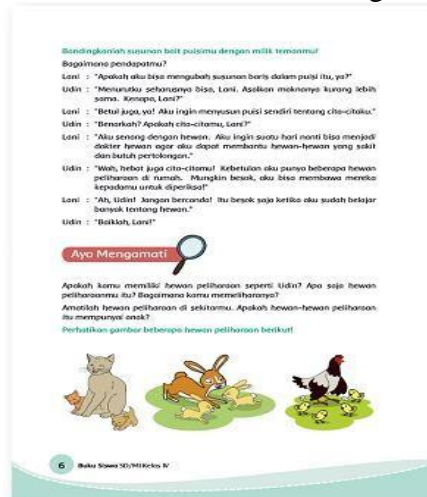 Bandingkanlah susunan bait puisimu dengan milik temanmu!
Bagaimana pendapatmu?
Lani : "Apakah aku bisa mengubah susunan baris dalam puisi itu, ya?"
Udin : "Menurutku seharusnya bisa, Lani. Asalkan maknanya kurang lebih
sama. Kenapa, Lani?"
Lani : "Betul juga, ya! Aku ingin menyusun puisi sendiri tentang cita-citaku."
Udin : "Benarkah? Apakah cita-citamu, Lani?"
Lani : "Aku senang dengan hewan. Aku ingin suatu hari nanti bisa menjadi
dokter hewan agar aku dapat membantu hewan-hewan yang sakit
dan butuh pertolongan."
Udin : "Wah, hebat juga cita-citamu! Kebetulan aku punya beberapa hewan
peliharaan di rumah. Mungkin besok, aku bisa membawa mereka
kepadamu untuk diperiksa!"
Lani : "Ah, Udin! Jangan bercanda! Itu besok saja ketika aku sudah belajar
banyak tentang hewan."
Udin : "Baiklah, Lani!"
Ayo Mengamati
Apakah kamu memiliki hewan peliharaan seperti Udin? Apa saja hewan
peliharaanmu itu? Bagaimana kamu memeliharanya?
Amatilah hewan peliharaan di sekitarmu. Apakah hewan-hewan peliharaan
itu mempunyai anak?
Perhatikan gambar beberapa hewan peliharaan berikut!
6 Buku Siswa SD/MI Kelas IV